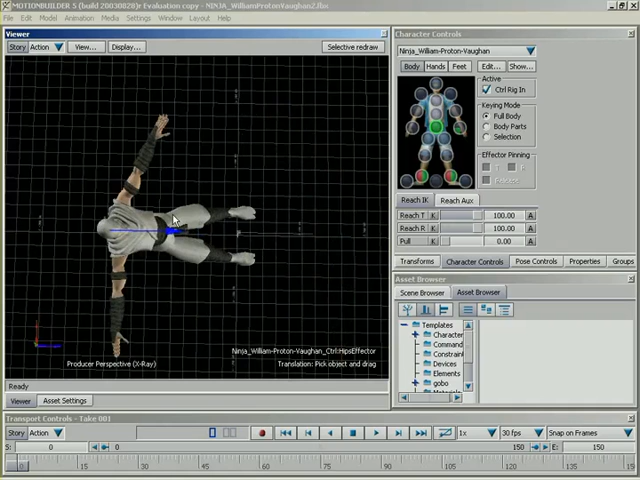 MOTIONBUILDER 5 (build 20030828) Evaluation copy - NINJA_WilliamProtonVaughan2.fbx
File Edit Model Animation Media Settings Window Layout Help
Viewer
Story Action View... Display... Selective redraw
Producer Perspective (X-Ray)
Ninja_William-Proton-Vaughan_Ctrl:HipsEffector
Translation: Pick object and drag
Ready
Viewer Asset Settings
Character Controls
Ninja_William-Proton-Vaughan
Body Hands Feet Edit... Show...
Active
Ctrl Rig In
Keying Mode
Full Body
Body Parts
Selection
Effector Pinning
T R
Release
Reach IK Reach Aux
Reach T K 100.00 A
Reach R K 100.00 A
Pull K 0.00 A
Transforms Character Controls Pose Controls Properties Groups
Asset Browser
Scene Browser Asset Browser
Templates
Character
Command
Constraint
Devices
Elements
gobo
Transport Controls - Take 001
Story Action 1x 30 fps Snap on Frames
S: 0 0 150 E: 150
0 15 30 45 60 75 90 105 120 135 150